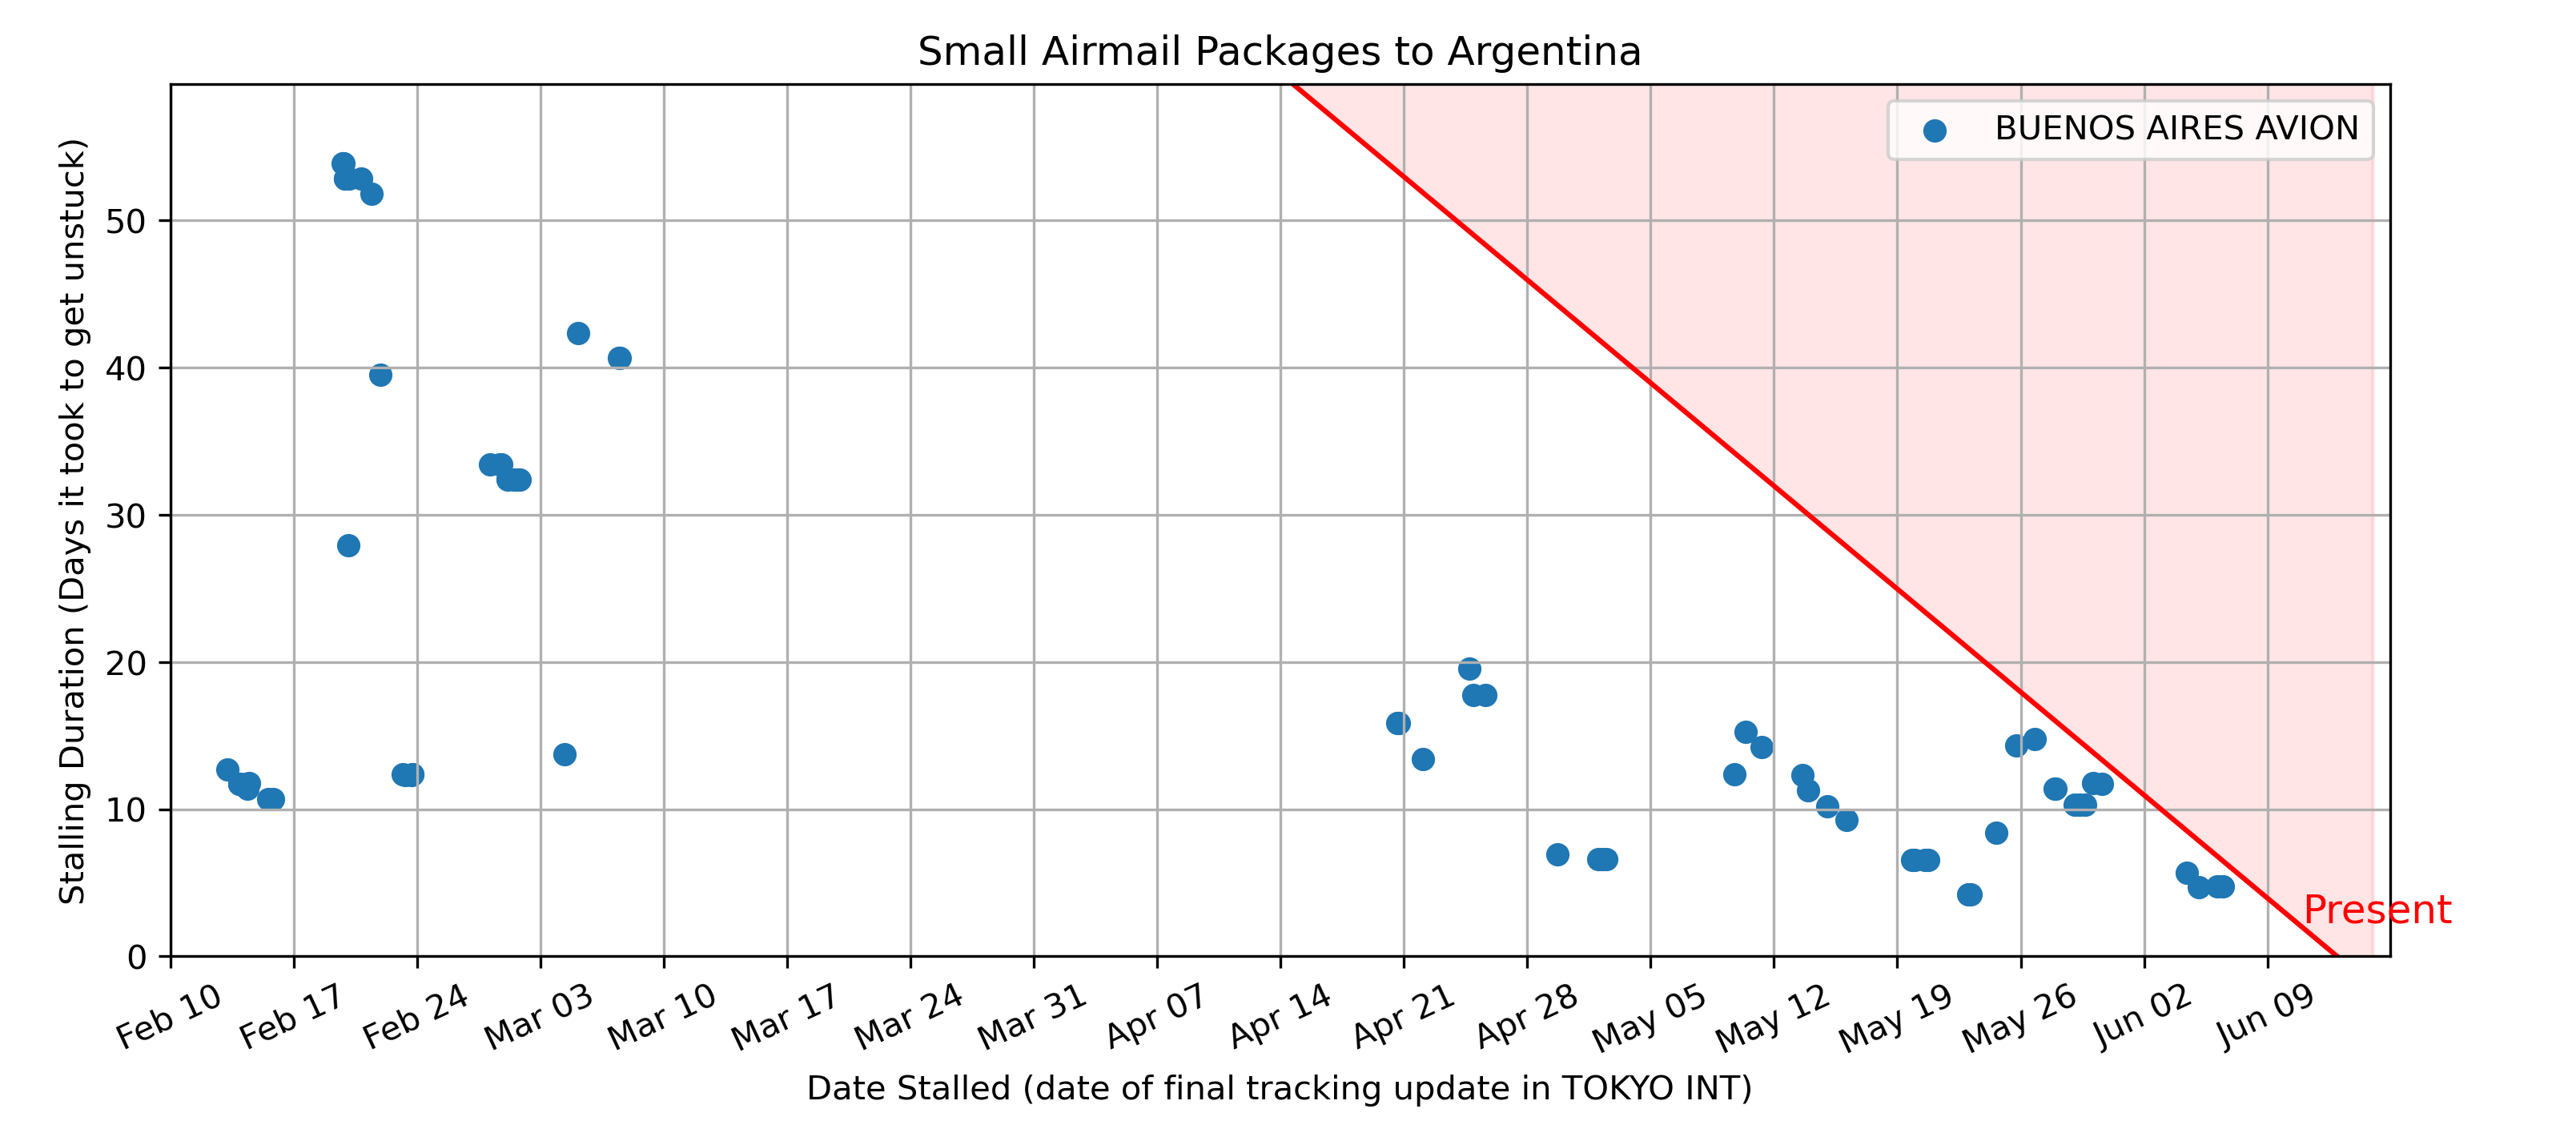 Small Airmail Packages to Argentina
BUENOS AIRES AVION
Stalling Duration (Days it took to get unstuck)
50
40
30
20
10
0
Present
Feb 10
Feb 17
Feb 24
Mar 03
Mar 10
Mar 17
Mar 24
Mar 31
Apr 07
Apr 14
Apr 21
Apr 28
May 05
May 12
May 19
May 26
Jun 02
Jun 09
Date Stalled (date of final tracking update in TOKYO INT)